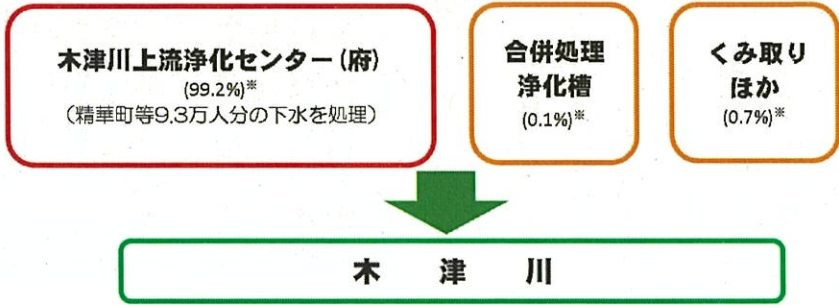 木津川上流浄化センター(府)
(99.2%)※
(精華町等9.3万人分の下水を処理)
合併処理
浄化槽
(0.1%)※
くみ取り
ほか
(0.7%)※
木 津 川